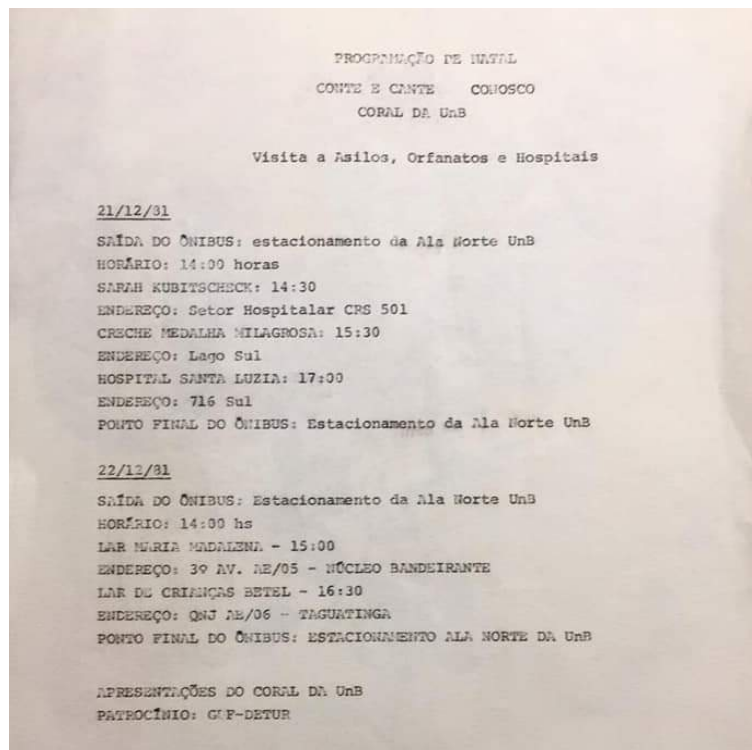 PROGRAMAÇÃO DE NATAL
CONTE E CANTE CONOSCO
CORAL DA UnB
Visita a Asilos, Orfanatos e Hospitais
21/12/81
SAÍDA DO ÔNIBUS: estacionamento da Ala Norte UnB
HORÁRIO: 14:00 horas
SARAH KUBITSCHECK: 14:30
ENDEREÇO: Setor Hospitalar CRS 501
CRECHE MEDALHA MILAGROSA: 15:30
ENDEREÇO: Lago Sul
HOSPITAL SANTA LUZIA: 17:00
ENDEREÇO: 716 Sul
PONTO FINAL DO ÔNIBUS: Estacionamento da Ala Norte UnB
22/12/81
SAÍDA DO ÔNIBUS: Estacionamento da Ala Norte UnB
HORÁRIO: 14:00 hs
LAR MARIA MADALENA - 15:00
ENDEREÇO: 3º AV. AE/05 - NÚCLEO BANDEIRANTE
LAR DE CRIANÇAS BETEL - 16:30
ENDEREÇO: QNJ AE/06 - TAGUATINGA
PONTO FINAL DO ÔNIBUS: ESTACIONAMENTO ALA NORTE DA UnB
APRESENTAÇÕES DO CORAL DA UnB
PATROCÍNIO: GDF-DETUR